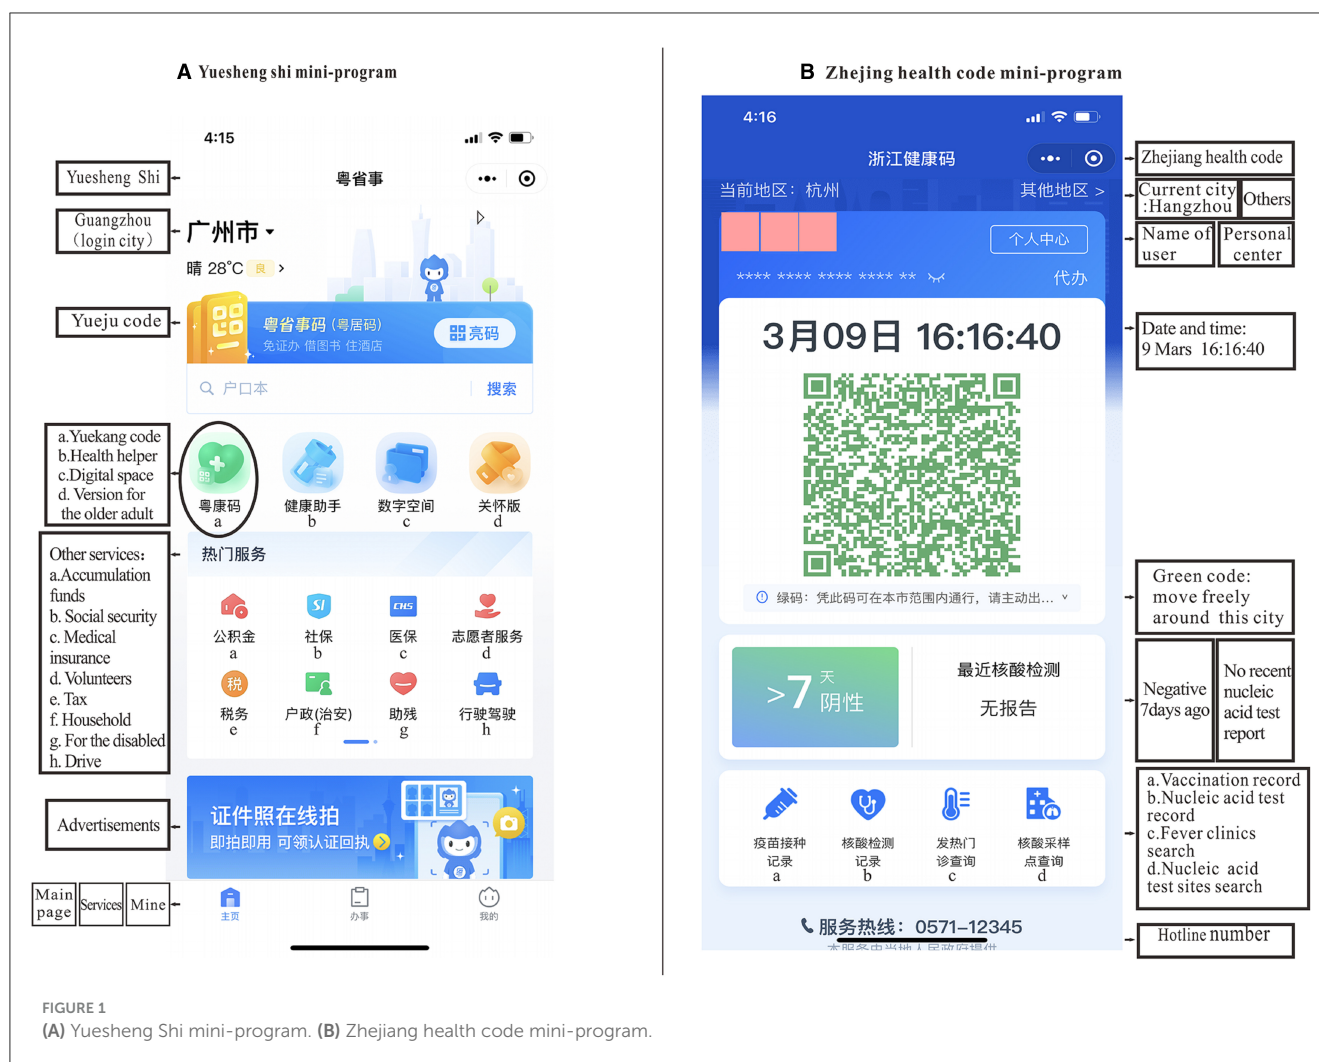 A Yuesheng shi mini-program
4:15
粤省事
Yuesheng Shi
Guangzhou
（login city）
广州市
晴 28°C 良 >
Yueju code
粤省事码 (粤居码)
免证办 借图书 住酒店
亮码
户口本
搜索
a.Yuekang code
b.Health helper
c.Digital space
d. Version for
the older adult
粤康码
a
健康助手
b
数字空间
c
关怀版
d
Other services：
a.Accumulation
funds
b. Social security
c. Medical
insurance
d. Volunteers
e. Tax
f. Household
g. For the disabled
h. Drive
热门服务
SI
CHS
公积金
a
社保
b
医保
c
志愿者服务
d
税
税务
e
户政(治安)
f
助残
g
行驶驾驶
h
Advertisements
证件照在线拍
即拍即用 可领认证回执 >
Main
page
Services
Mine
主页
办事
我的
B Zhejing health code mini-program
4:16
浙江健康码
Zhejiang health code
当前地区：杭州
其他地区 >
Current city
:Hangzhou
Others
个人中心
Name of
user
Personal
center
**** **** **** **** **
代办
3月09日 16:16:40
Date and time:
9 Mars 16:16:40
绿码：凭此码可在本市范围内通行，请主动出...
Green code:
move freely
around this city
>7 天
阴性
最近核酸检测
无报告
Negative
7days ago
No recent
nucleic
acid test
report
疫苗接种
记录
a
核酸检测
记录
b
发热门
诊查询
c
核酸采样
点查询
d
a.Vaccination record
b.Nucleic acid test
record
c.Fever clinics
search
d.Nucleic acid
test sites search
服务热线：0571-12345
本服务由当地人民政府提供
Hotline number
FIGURE 1
(A) Yuesheng Shi mini-program. (B) Zhejiang health code mini-program.